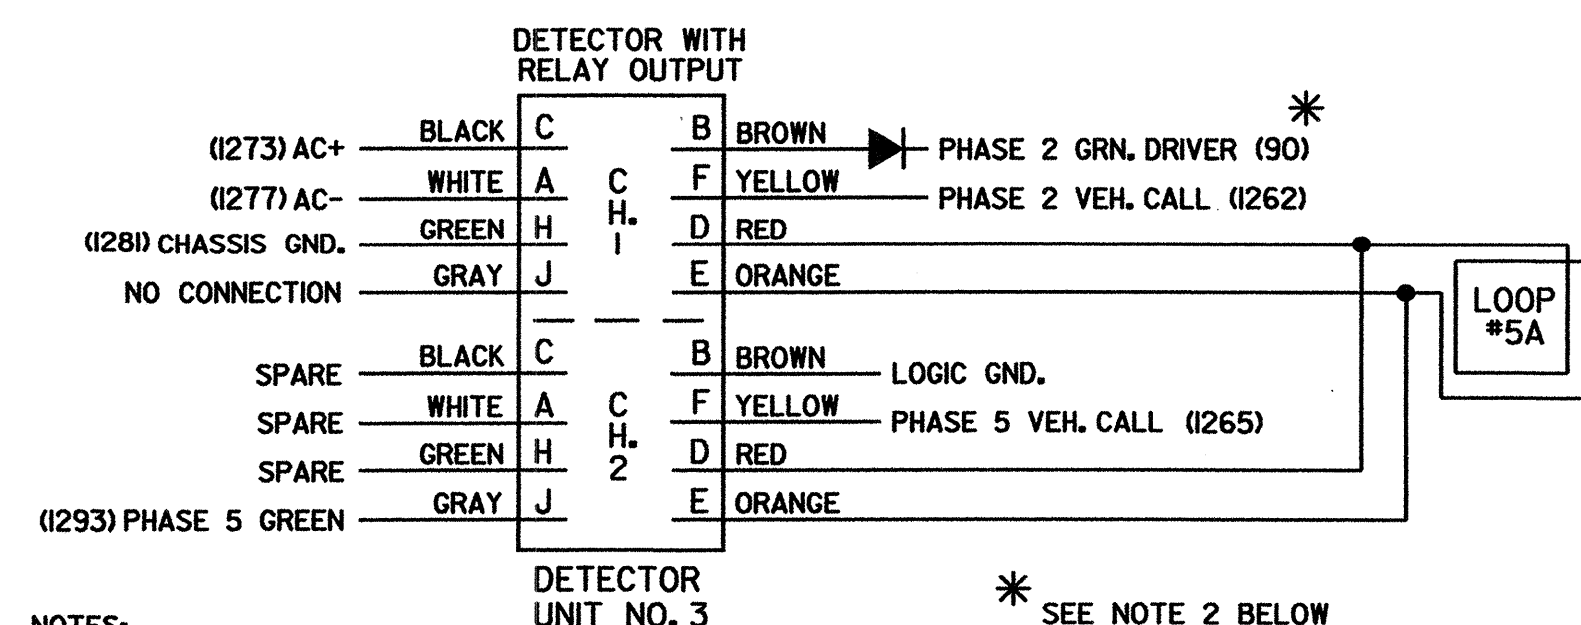 DETECTOR WITH
RELAY OUTPUT
(1273) AC+ BLACK C B BROWN PHASE 2 GRN. DRIVER (90) *
(1277) AC- WHITE A F YELLOW PHASE 2 VEH. CALL (1262)
(1281) CHASSIS GND. GREEN H D RED
NO CONNECTION GRAY J E ORANGE
CH. 1
LOOP
#5A
SPARE BLACK C B BROWN LOGIC GND.
SPARE WHITE A F YELLOW PHASE 5 VEH. CALL (1265)
SPARE GREEN H D RED
(1293) PHASE 5 GREEN GRAY J E ORANGE
CH. 2
DETECTOR
UNIT NO. 3
* SEE NOTE 2 BELOW
NOTES: